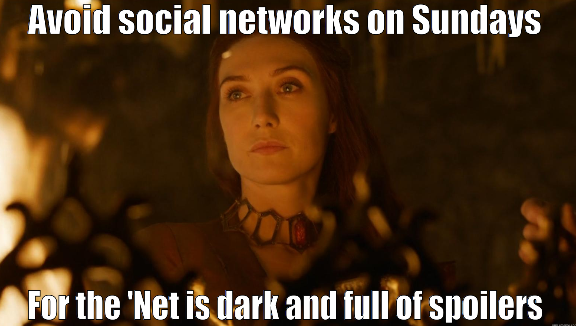 Avoid social networks on Sundays
For the 'Net is dark and full of spoilers